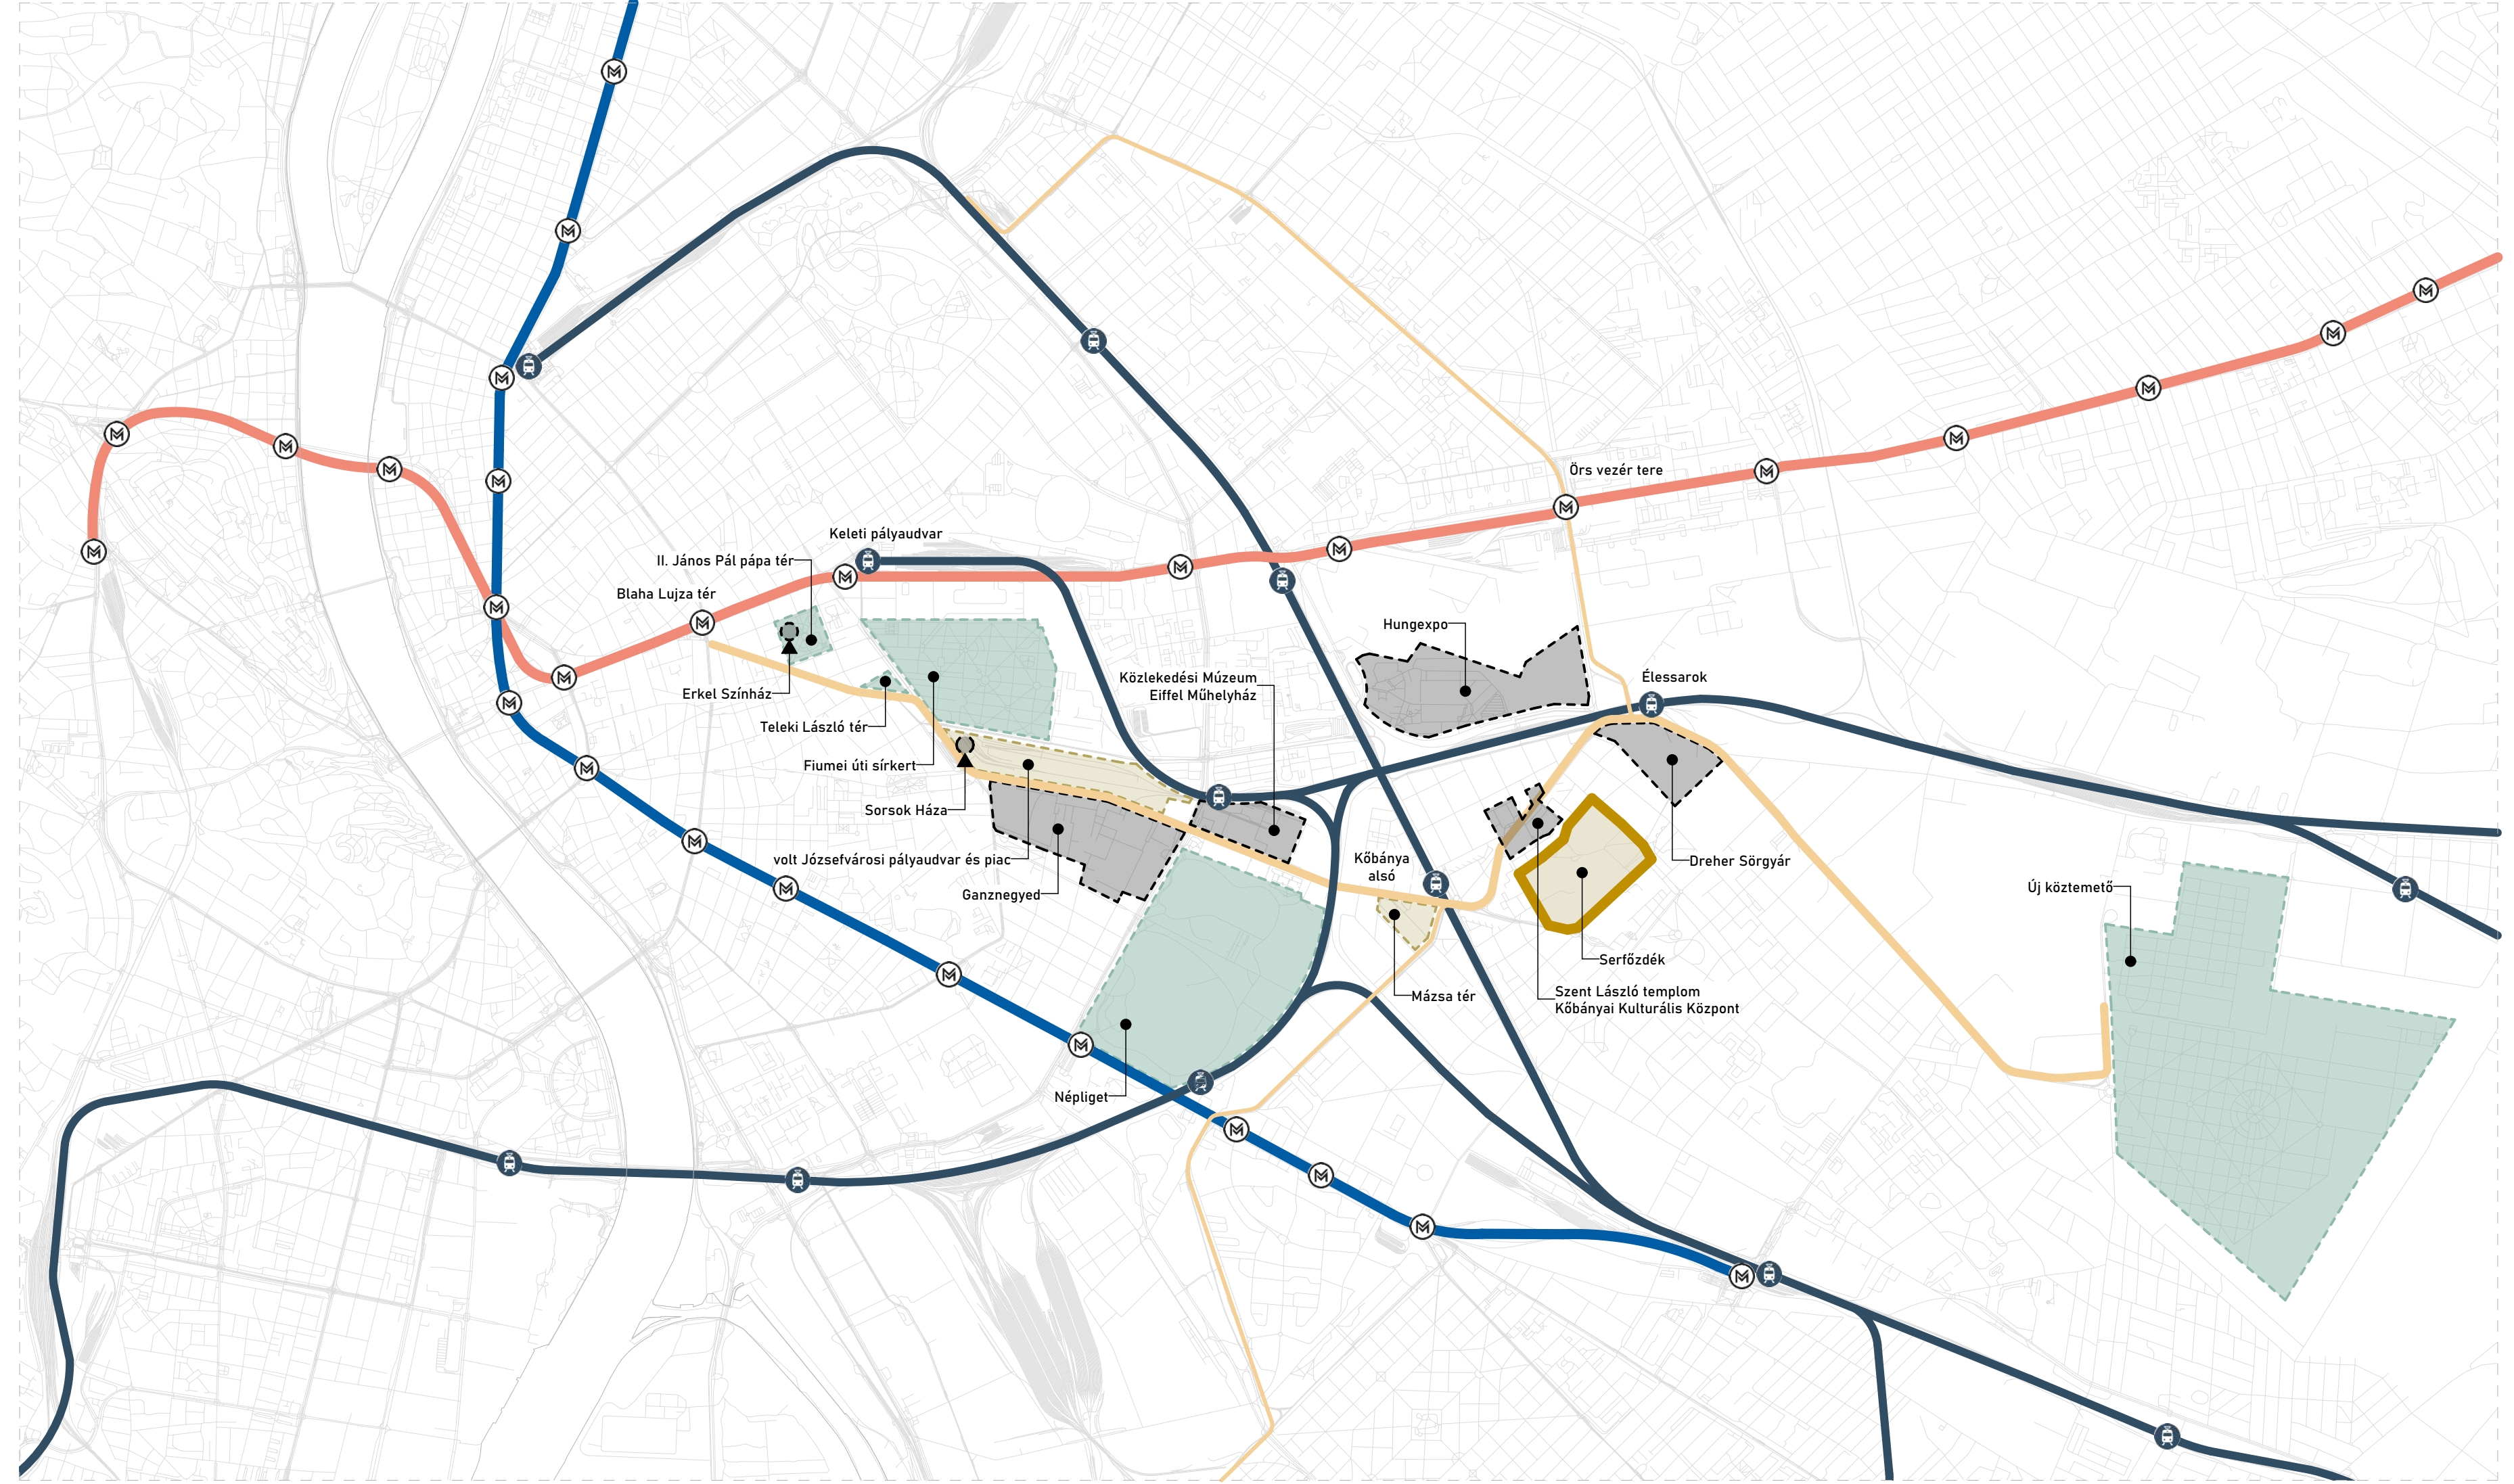 Örs vezér tere
Keleti pályaudvar
II. János Pál pápa tér
Blaha Lujza tér
Hungexpo
Közlekedési Múzeum
Eiffel Műhelyház
Élessarok
Erkel Színház
Teleki László tér
Fiumei úti sírkert
Sorsok Háza
volt Józsefvárosi pályaudvar és piac
Kőbánya
alsó
Dreher Sörgyár
Ganznegyed
Új köztemető
Serfőzdék
Mázsa tér
Szent László templom
Kőbányai Kulturális Központ
Népliget